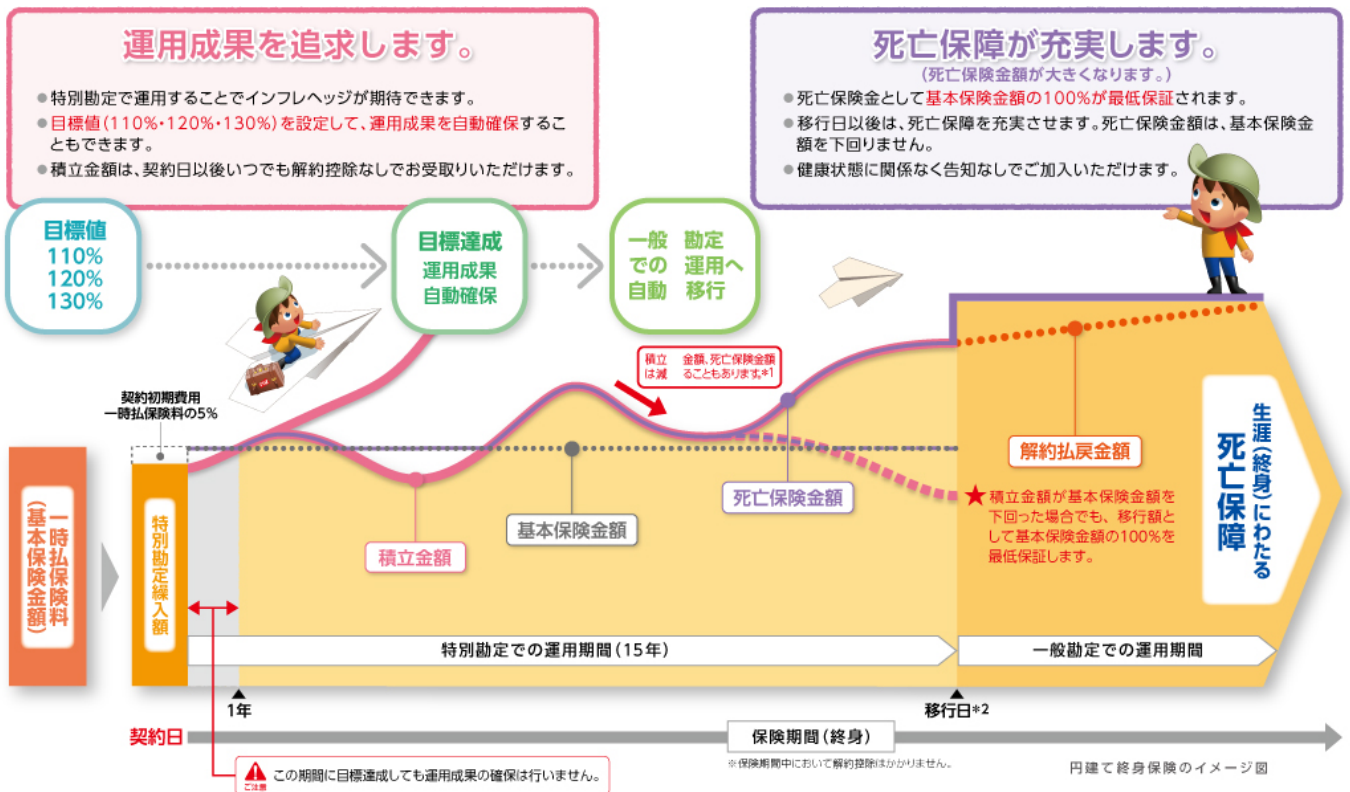 運用成果を追求します。
●特別勘定で運用することでインフレヘッジが期待できます。
●目標値(110%・120%・130%)を設定して、運用成果を自動確保するこ
ともできます。
●積立金額は、契約日以後いつでも解約控除なしでお受取りいただけます。
死亡保障が充実します。
(死亡保険金額が大きくなります。)
●死亡保険金として基本保険金額の100%が最低保証されます。
●移行日以後は、死亡保障を充実させます。死亡保険金額は、基本保険金
額を下回りません。
●健康状態に関係なく告知なしでご加入いただけます。
目標値
110%
120%
130%
目標達成
運用成果
自動確保
一般 勘定
での 運用へ
自動 移行
積立 金額、死亡保険金額
は減 ることもあります。*1
契約初期費用
一時払保険料の5%
一時払保険料
(基本保険金額)
特別勘定繰入額
積立金額
基本保険金額
死亡保険金額
解約払戻金額
★積立金額が基本保険金額を
下回った場合でも、移行額と
して基本保険金額の100%を
最低保証します。
生涯(終身)にわたる
死亡保障
特別勘定での運用期間(15年)
一般勘定での運用期間
▲
1年
▲
移行日*2
契約日
保険期間(終身)
※保険期間中において解約控除はかかりません。
ご注意
この期間に目標達成しても運用成果の確保は行いません。
円建て終身保険のイメージ図